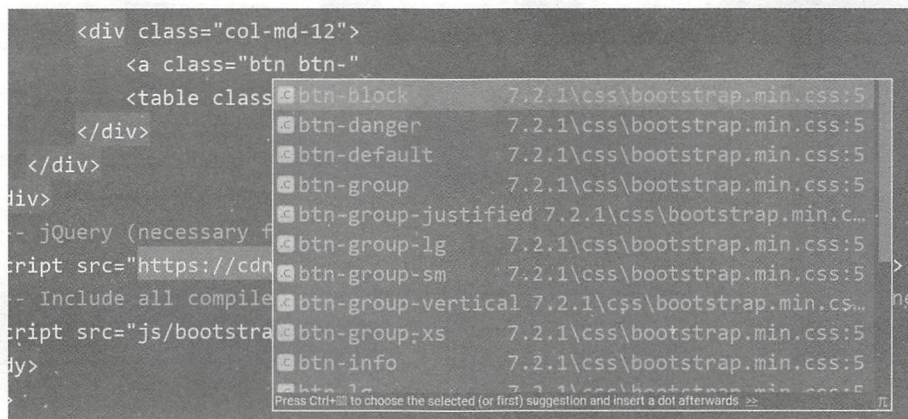 <div class="col-md-12">
<a class="btn btn-"
<table class
</div>
</div>
div>
-- jQuery (necessary f
cript src="https://cdn
>
-- Include all compile
cript src="js/bootstra
dy>
>
btn-block 7.2.1\css\bootstrap.min.css:5
btn-danger 7.2.1\css\bootstrap.min.css:5
btn-default 7.2.1\css\bootstrap.min.css:5
btn-group 7.2.1\css\bootstrap.min.css:5
btn-group-justified 7.2.1\css\bootstrap.min.c…
btn-group-lg 7.2.1\css\bootstrap.min.css:5
btn-group-sm 7.2.1\css\bootstrap.min.css:5
btn-group-vertical 7.2.1\css\bootstrap.min.cs…
btn-group-xs 7.2.1\css\bootstrap.min.css:5
btn-info 7.2.1\css\bootstrap.min.css:5
Press Ctrl+ to choose the selected (or first) suggestion and insert a dot afterwards >>
π